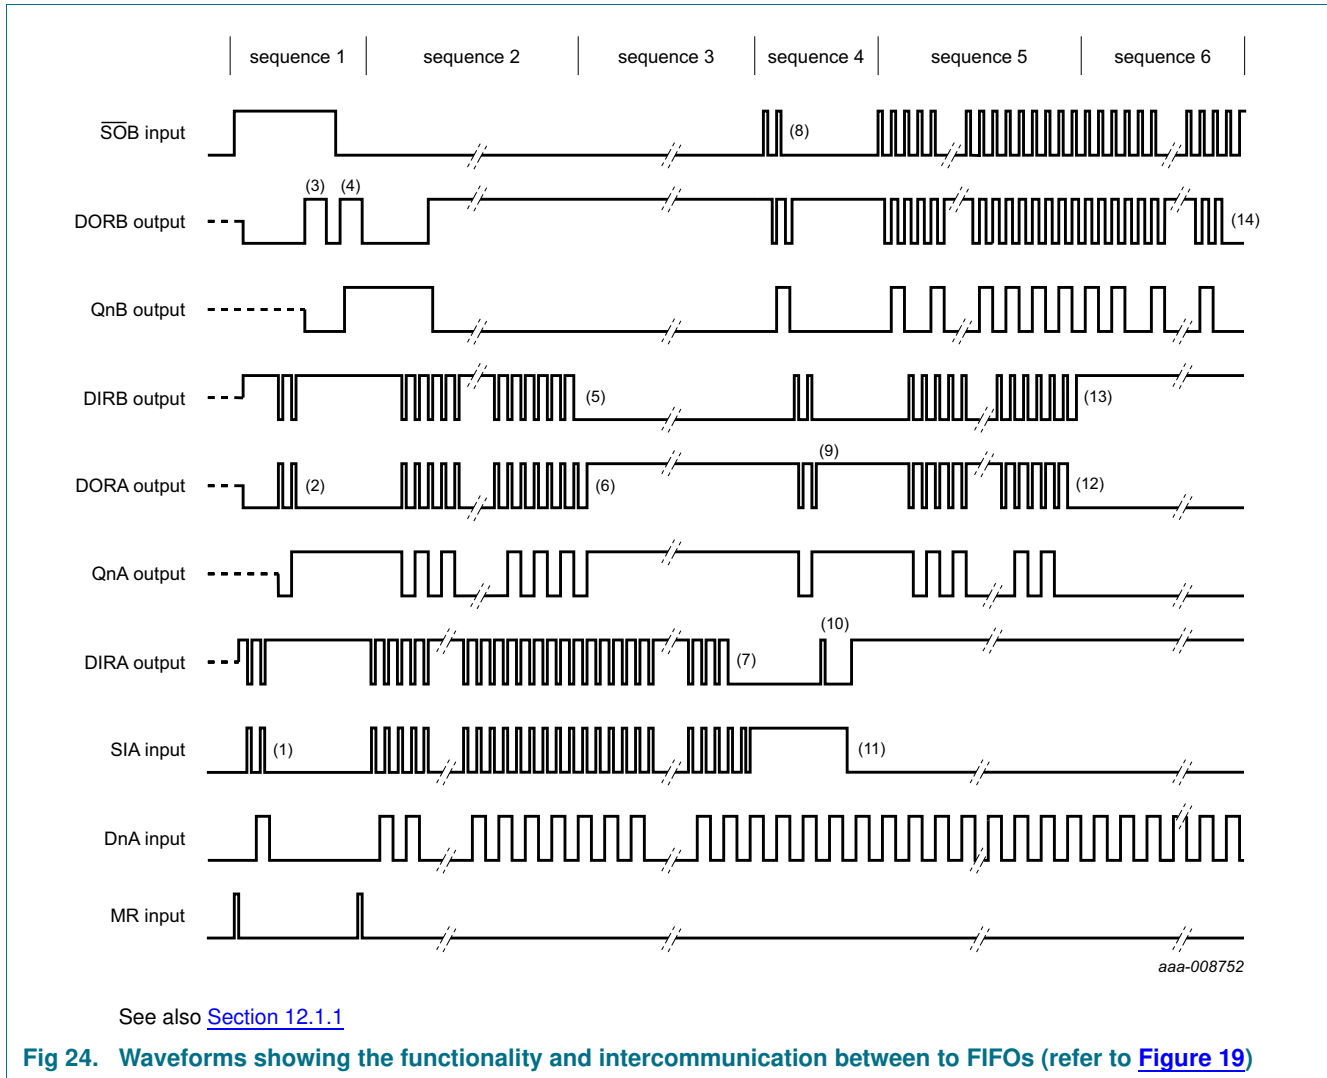 sequence 1 sequence 2 sequence 3 sequence 4 sequence 5 sequence 6
S̅O̅B input (8)
(3) (4)
DORB output (14)
QnB output
DIRB output (5) (13)
(9)
DORA output (2) (6) (12)
QnA output
(10)
DIRA output (7)
SIA input (1) (11)
DnA input
MR input
aaa-008752
See also Section 12.1.1
Fig 24. Waveforms showing the functionality and intercommunication between to FIFOs (refer to Figure 19)